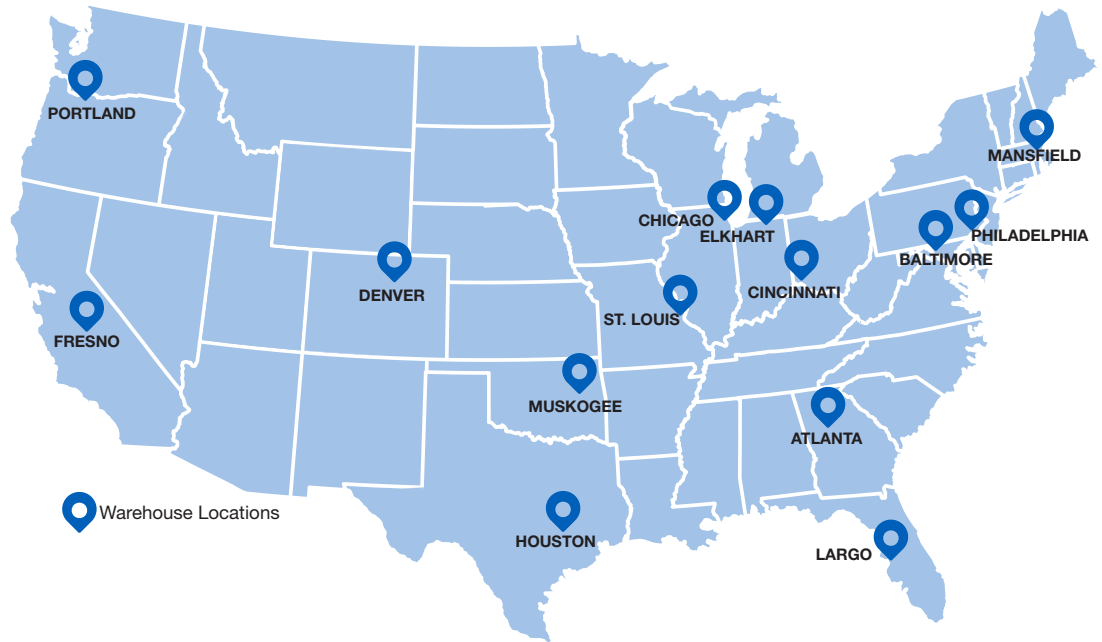 PORTLAND
MANSFIELD
CHICAGO
ELKHART
PHILADELPHIA
BALTIMORE
DENVER
CINCINNATI
ST. LOUIS
FRESNO
MUSKOGEE
ATLANTA
Warehouse Locations
HOUSTON
LARGO